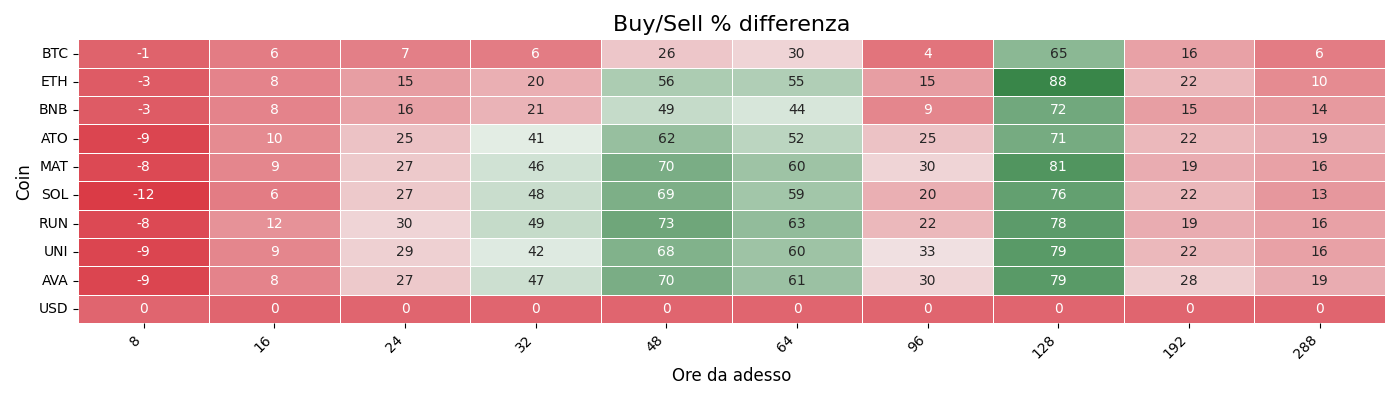 Buy/Sell % differenza
Coin
BTC -1 6 7 6 26 30 4 65 16 6
ETH -3 8 15 20 56 55 15 88 22 10
BNB -3 8 16 21 49 44 9 72 15 14
ATO -9 10 25 41 62 52 25 71 22 19
MAT -8 9 27 46 70 60 30 81 19 16
SOL -12 6 27 48 69 59 20 76 22 13
RUN -8 12 30 49 73 63 22 78 19 16
UNI -9 9 29 42 68 60 33 79 22 16
AVA -9 8 27 47 70 61 30 79 28 19
USD 0 0 0 0 0 0 0 0 0 0
8 16 24 32 48 64 96 128 192 288
Ore da adesso